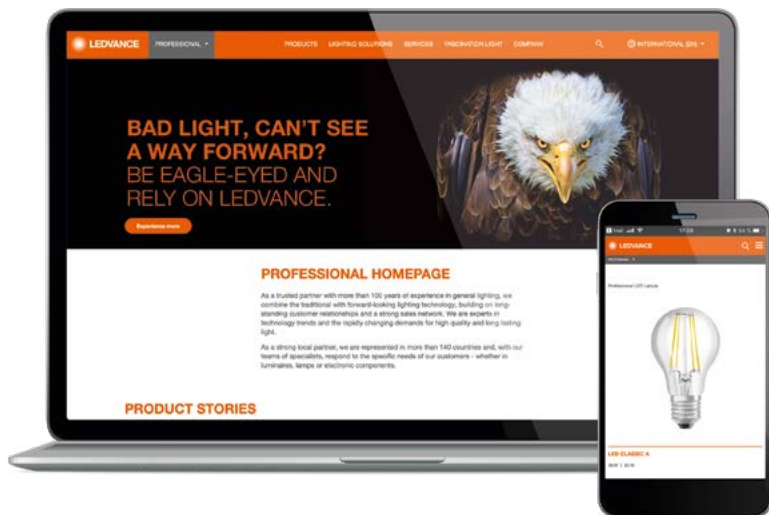 LEDVANCE
PROFESSIONAL
PRODUCTS LIGHTING SOLUTIONS SERVICES FASCINATION LIGHT COMPANY
INTERNATIONAL (EN)
BAD LIGHT, CAN'T SEE
A WAY FORWARD?
BE EAGLE-EYED AND
RELY ON LEDVANCE.
Experience more
PROFESSIONAL HOMEPAGE
As a trusted partner with more than 100 years of experience in general lighting, we
combine the traditional with forward-looking lighting technology, building on long-
standing customer relationships and a strong sales network. We are experts in
technology trends and the rapidly changing demands for high quality and long lasting
light.
As a strong local partner, we are represented in more than 140 countries and, with our
teams of specialists, respond to the specific needs of our customers - whether in
luminaires, lamps or electronic components.
PRODUCT STORIES
LEDVANCE
Professional LED Lamps
LED CLASSIC A